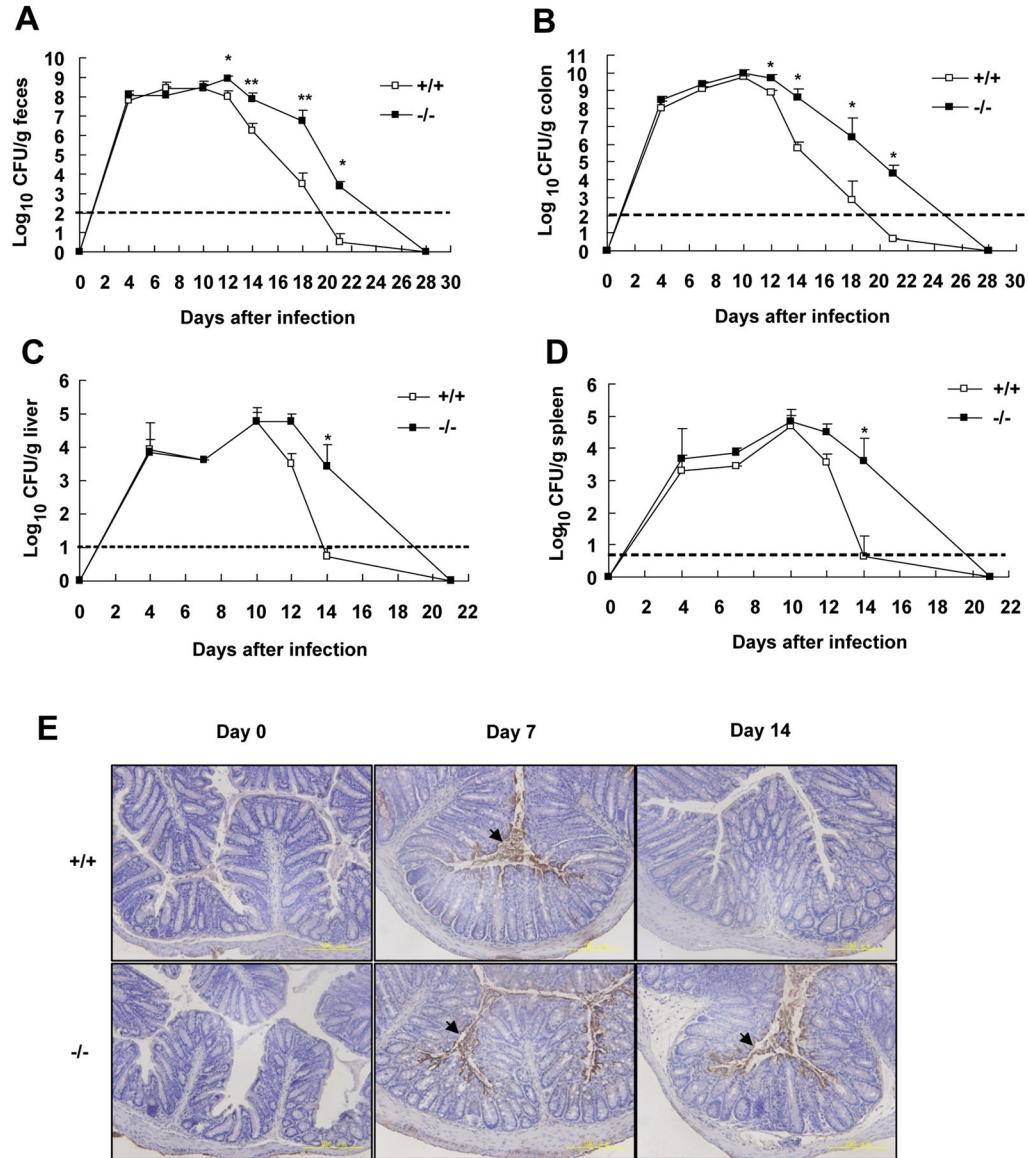 A
Log10 CFU/g feces
10
9
8
7
6
5
4
3
2
1
0
* ** ** *
+/+
-/-
0 2 4 6 8 10 12 14 16 18 20 22 24 26 28 30
Days after infection
B
Log10 CFU/g colon
11
10
9
8
7
6
5
4
3
2
1
0
* * * *
+/+
-/-
0 2 4 6 8 10 12 14 16 18 20 22 24 26 28 30
Days after infection
C
Log10 CFU/g liver
6
5
4
3
2
1
0
*
+/+
-/-
0 2 4 6 8 10 12 14 16 18 20 22
Days after infection
D
Log10 CFU/g spleen
6
5
4
3
2
1
0
*
+/+
-/-
0 2 4 6 8 10 12 14 16 18 20 22
Days after infection
E
Day 0 Day 7 Day 14
+/+
-/-